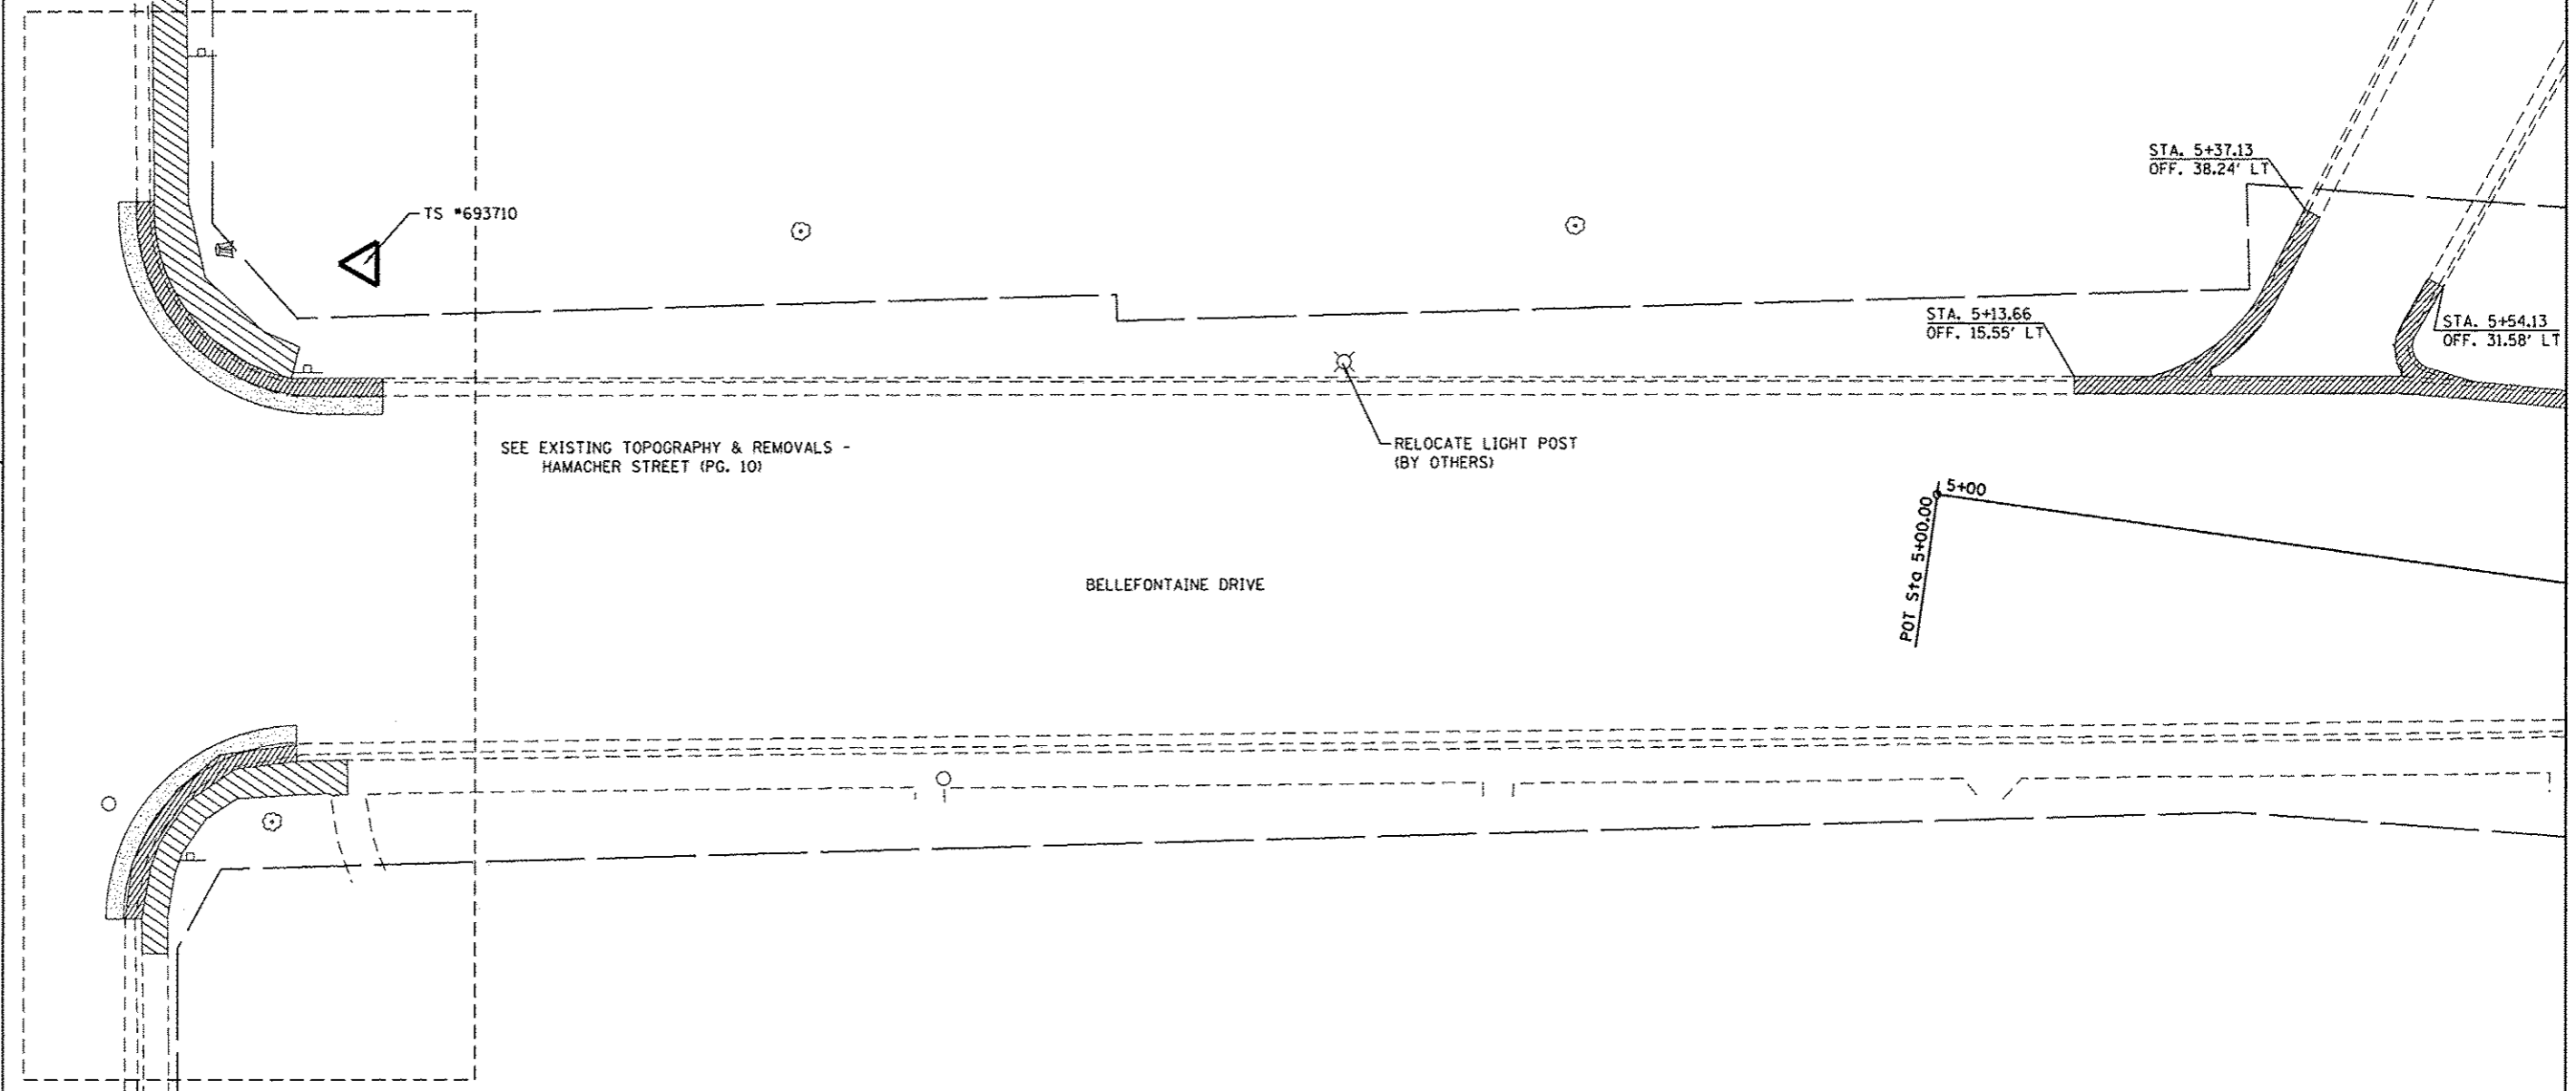 STA. 5+37.13
OFF. 38.24' LT
TS #693710
STA. 5+13.66
OFF. 15.55' LT
STA. 5+54.13
OFF. 31.58' LT
SEE EXISTING TOPOGRAPHY & REMOVALS -
HAMACHER STREET (PG. 10)
RELOCATE LIGHT POST
(BY OTHERS)
5+00
POT Sta 5+00.00
BELLEFONTAINE DRIVE